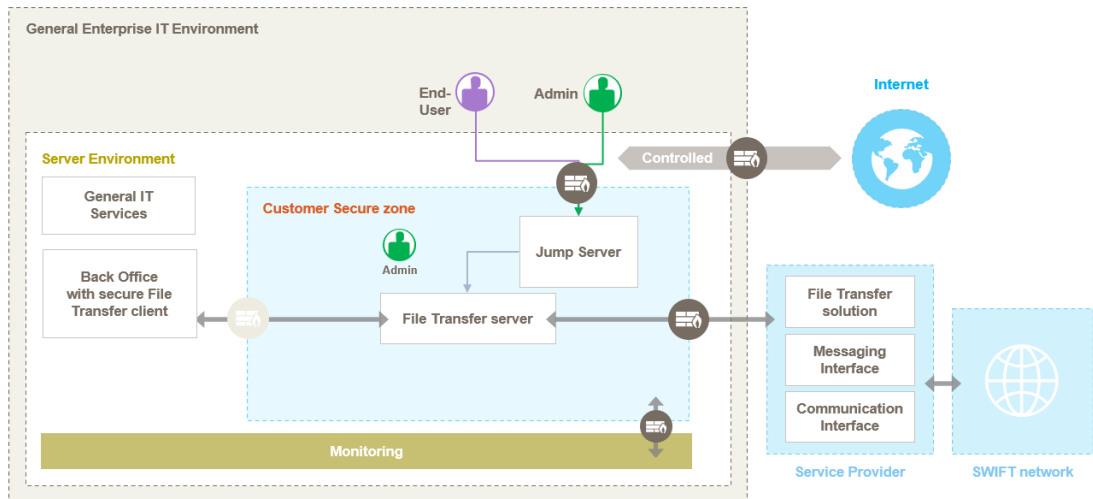 General Enterprise IT Environment
End-
User
Admin
Internet
Controlled
Server Environment
General IT
Services
Customer Secure zone
Admin
Jump Server
Back Office
with secure File
Transfer client
File Transfer server
File Transfer
solution
Messaging
Interface
Communication
Interface
Monitoring
Service Provider
SWIFT network